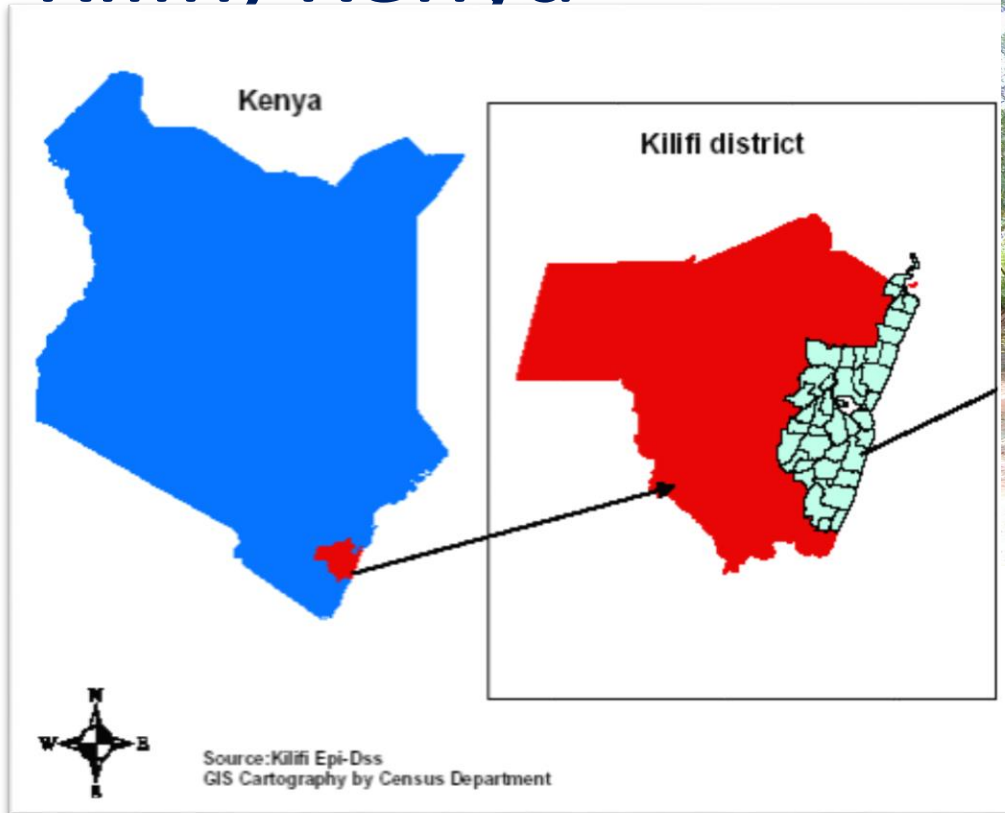 Kenya
Kilifi district
N
W E
S
Source:Kilifi Epi-Dss
GIS Cartography by Census Department